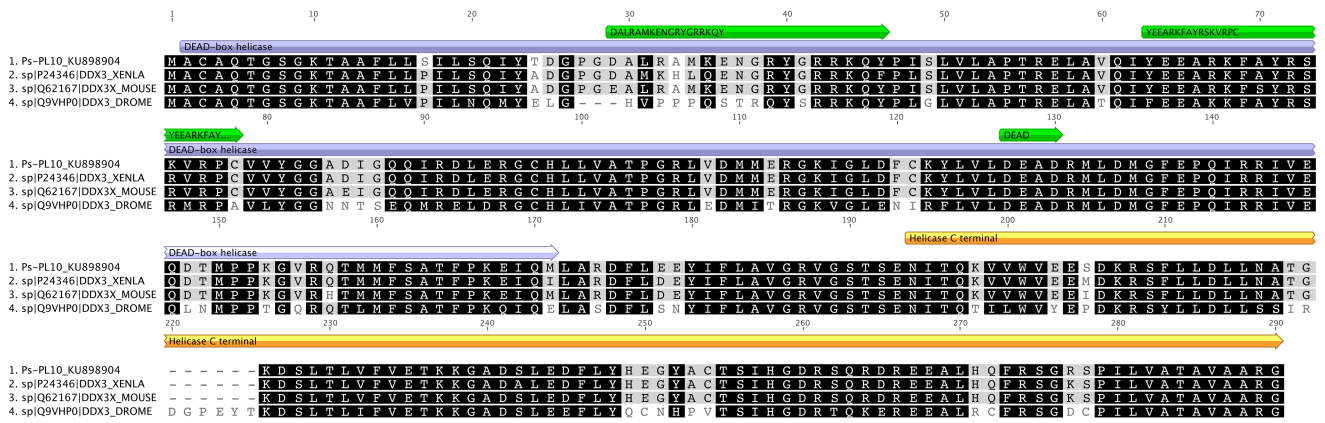 1 10 20 30 40 50 60 70
DALRAMKENGRYGRRKQY YEEARKFAYRSKVRPC
DEAD-box helicase
1. Ps-PL10_KU898904 MACAQTGSGKTAAFLLSILSQIYTDGPGDALRAMKENGRYGRRKQYPISLVLAPTRELAVQIYEEARKFAYRS
2. sp|P24346|DDX3_XENLA MACAQTGSGKTAAFLLPILSQIYADGPGDAMKHLQENGRYGRRKQFPLSLVLAPTRELAVQIYEEARKFAYRS
3. sp|Q62167|DDX3X_MOUSE MACAQTGSGKTAAFLLPILSQIYADGPGEALRAMKENGRYGRRKQYPISLVLAPTRELAVQIYEEARKFSYRS
4. sp|Q9VHP0|DDX3_DROME MACAQTGSGKTAAFLVPILNQMYELG---HVPPPQSTRQYSRRKQYPLGLVLAPTRELATQIFEEAKKFAYRS
80 90 100 110 120 130 140
YEEARKFAY... DEAD
DEAD-box helicase
1. Ps-PL10_KU898904 KVRPCVVYGGADIGQQIRDLERGCHLLVATPGRLVDMMERGKIGLDFCKYLVLDEADRMLDMGFEPQIRRIVE
2. sp|P24346|DDX3_XENLA RVRPCVVYGGADIGQQIRDLERGCHLLVATPGRLVDMMERGKIGLDFCKYLVLDEADRMLDMGFEPQIRRIVE
3. sp|Q62167|DDX3X_MOUSE RVRPCVVYGGAEIGQQIRDLERGCHLLVATPGRLVDMMERGKIGLDFCKYLVLDEADRMLDMGFEPQIRRIVE
4. sp|Q9VHP0|DDX3_DROME RMRPAVLYGGNNTSEQMRELDRGCHLIVATPGRLEDMITRGKVGLENIRFLVLDEADRMLDMGFEPQIRRIVE
150 160 170 180 190 200 210
Helicase C terminal
DEAD-box helicase
1. Ps-PL10_KU898904 QDTMPPKGVRQTMMFSATFPKEIQMLARDFLEEYIFLAVGRVGSTSENITQKVVWVEESDKRSFLLDLLNATG
2. sp|P24346|DDX3_XENLA QDTMPPKGVRQTMMFSATFPKEIQILARDFLDEYIFLAVGRVGSTSENITQKVVWVEEMDKRSFLLDLLNATG
3. sp|Q62167|DDX3X_MOUSE QDTMPPKGVRHTMMFSATFPKEIQMLARDFLDEYIFLAVGRVGSTSENITQKVVWVEEIDKRSFLLDLLNATG
4. sp|Q9VHP0|DDX3_DROME QLNMPPTGQRQTLMFSATFPKQIQELASDFLSNYIFLAVGRVGSTSENITQTILWVYEPDKRSYLLDLLSSIR
220 230 240 250 260 270 280 290
Helicase C terminal
1. Ps-PL10_KU898904 ------KDSLTLVFVETKKGADSLEDFLYHEGYACTSIHGDRSQRDREEALHQFRSGRSPILVATAVAARG
2. sp|P24346|DDX3_XENLA ------KDSLTLVFVETKKGADALEDFLYHEGYACTSIHGDRSQRDREEALHQFRSGKSPILVATAVAARG
3. sp|Q62167|DDX3X_MOUSE ------KDSLTLVFVETKKGADSLEDFLYHEGYACTSIHGDRSQRDREEALHQFRSGKSPILVATAVAARG
4. sp|Q9VHP0|DDX3_DROME DGPEYTKDSLTLIFVETKKGADSLEEFLYQCNHPVTSIHGDRTQKEREEALRCFRSGDCPILVATAVAARG